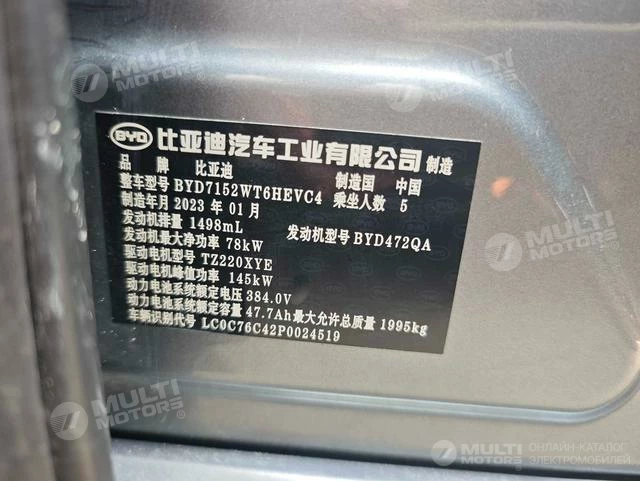 BYD 比亚迪汽车工业有限公司 制造
品 牌 比亚迪 制造国 中国
整车型号 BYD7152WT6HEVC4 乘坐人数 5
制造年月 2023 年 01 月
发动机排量 1498mL 发动机型号 BYD472QA
发动机最大净功率 78kW
驱动电机型号 TZ220XYE
驱动电机峰值功率 145kW
动力电池系统额定电压 384.0V
动力电池系统额定容量 47.7Ah 最大允许总质量 1995kg
车辆识别代号 LC0C76C42P0024519
MULTI MOTORS®
MULTI MOTORS®
MULTI MOTORS®
MULTI MOTORS®
MULTI MOTORS ОНЛАЙН-КАТАЛОГ ЭЛЕКТРОМОБИЛЕЙ